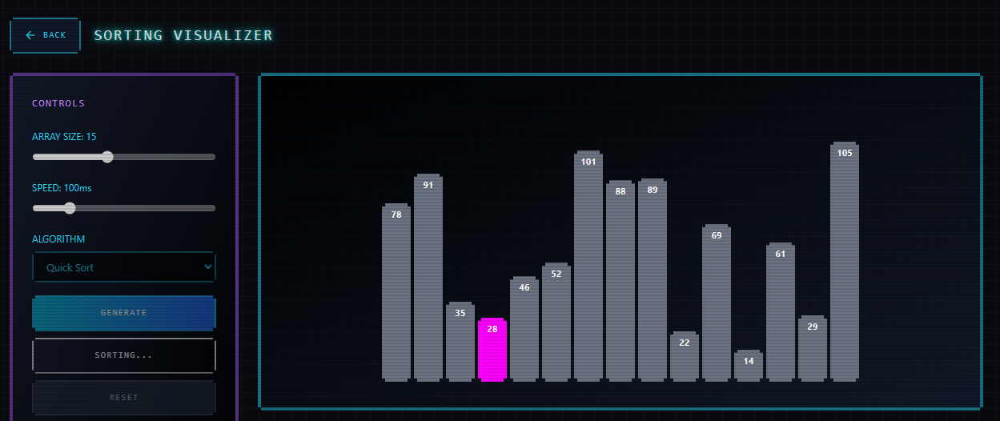 ← BACK
SORTING VISUALIZER
CONTROLS
ARRAY SIZE: 15
SPEED: 100ms
ALGORITHM
Quick Sort
GENERATE
SORTING...
RESET
78
91
35
28
46
52
101
88
89
22
69
14
61
29
105